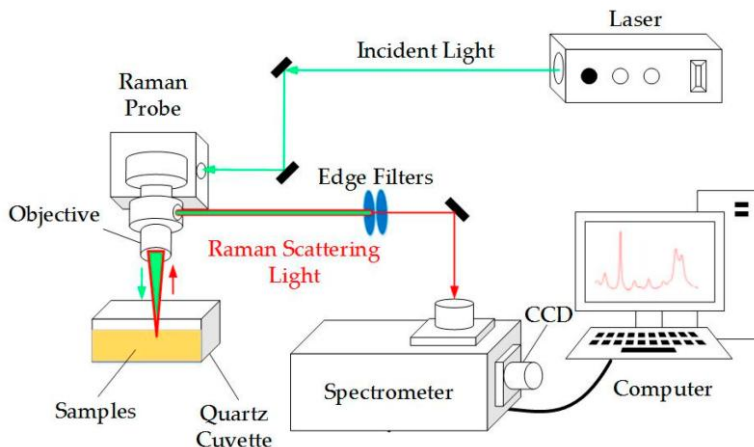 Laser
Incident Light
Raman
Probe
Edge Filters
Objective
Raman Scattering
Light
CCD
Spectrometer
Computer
Samples
Quartz
Cuvette